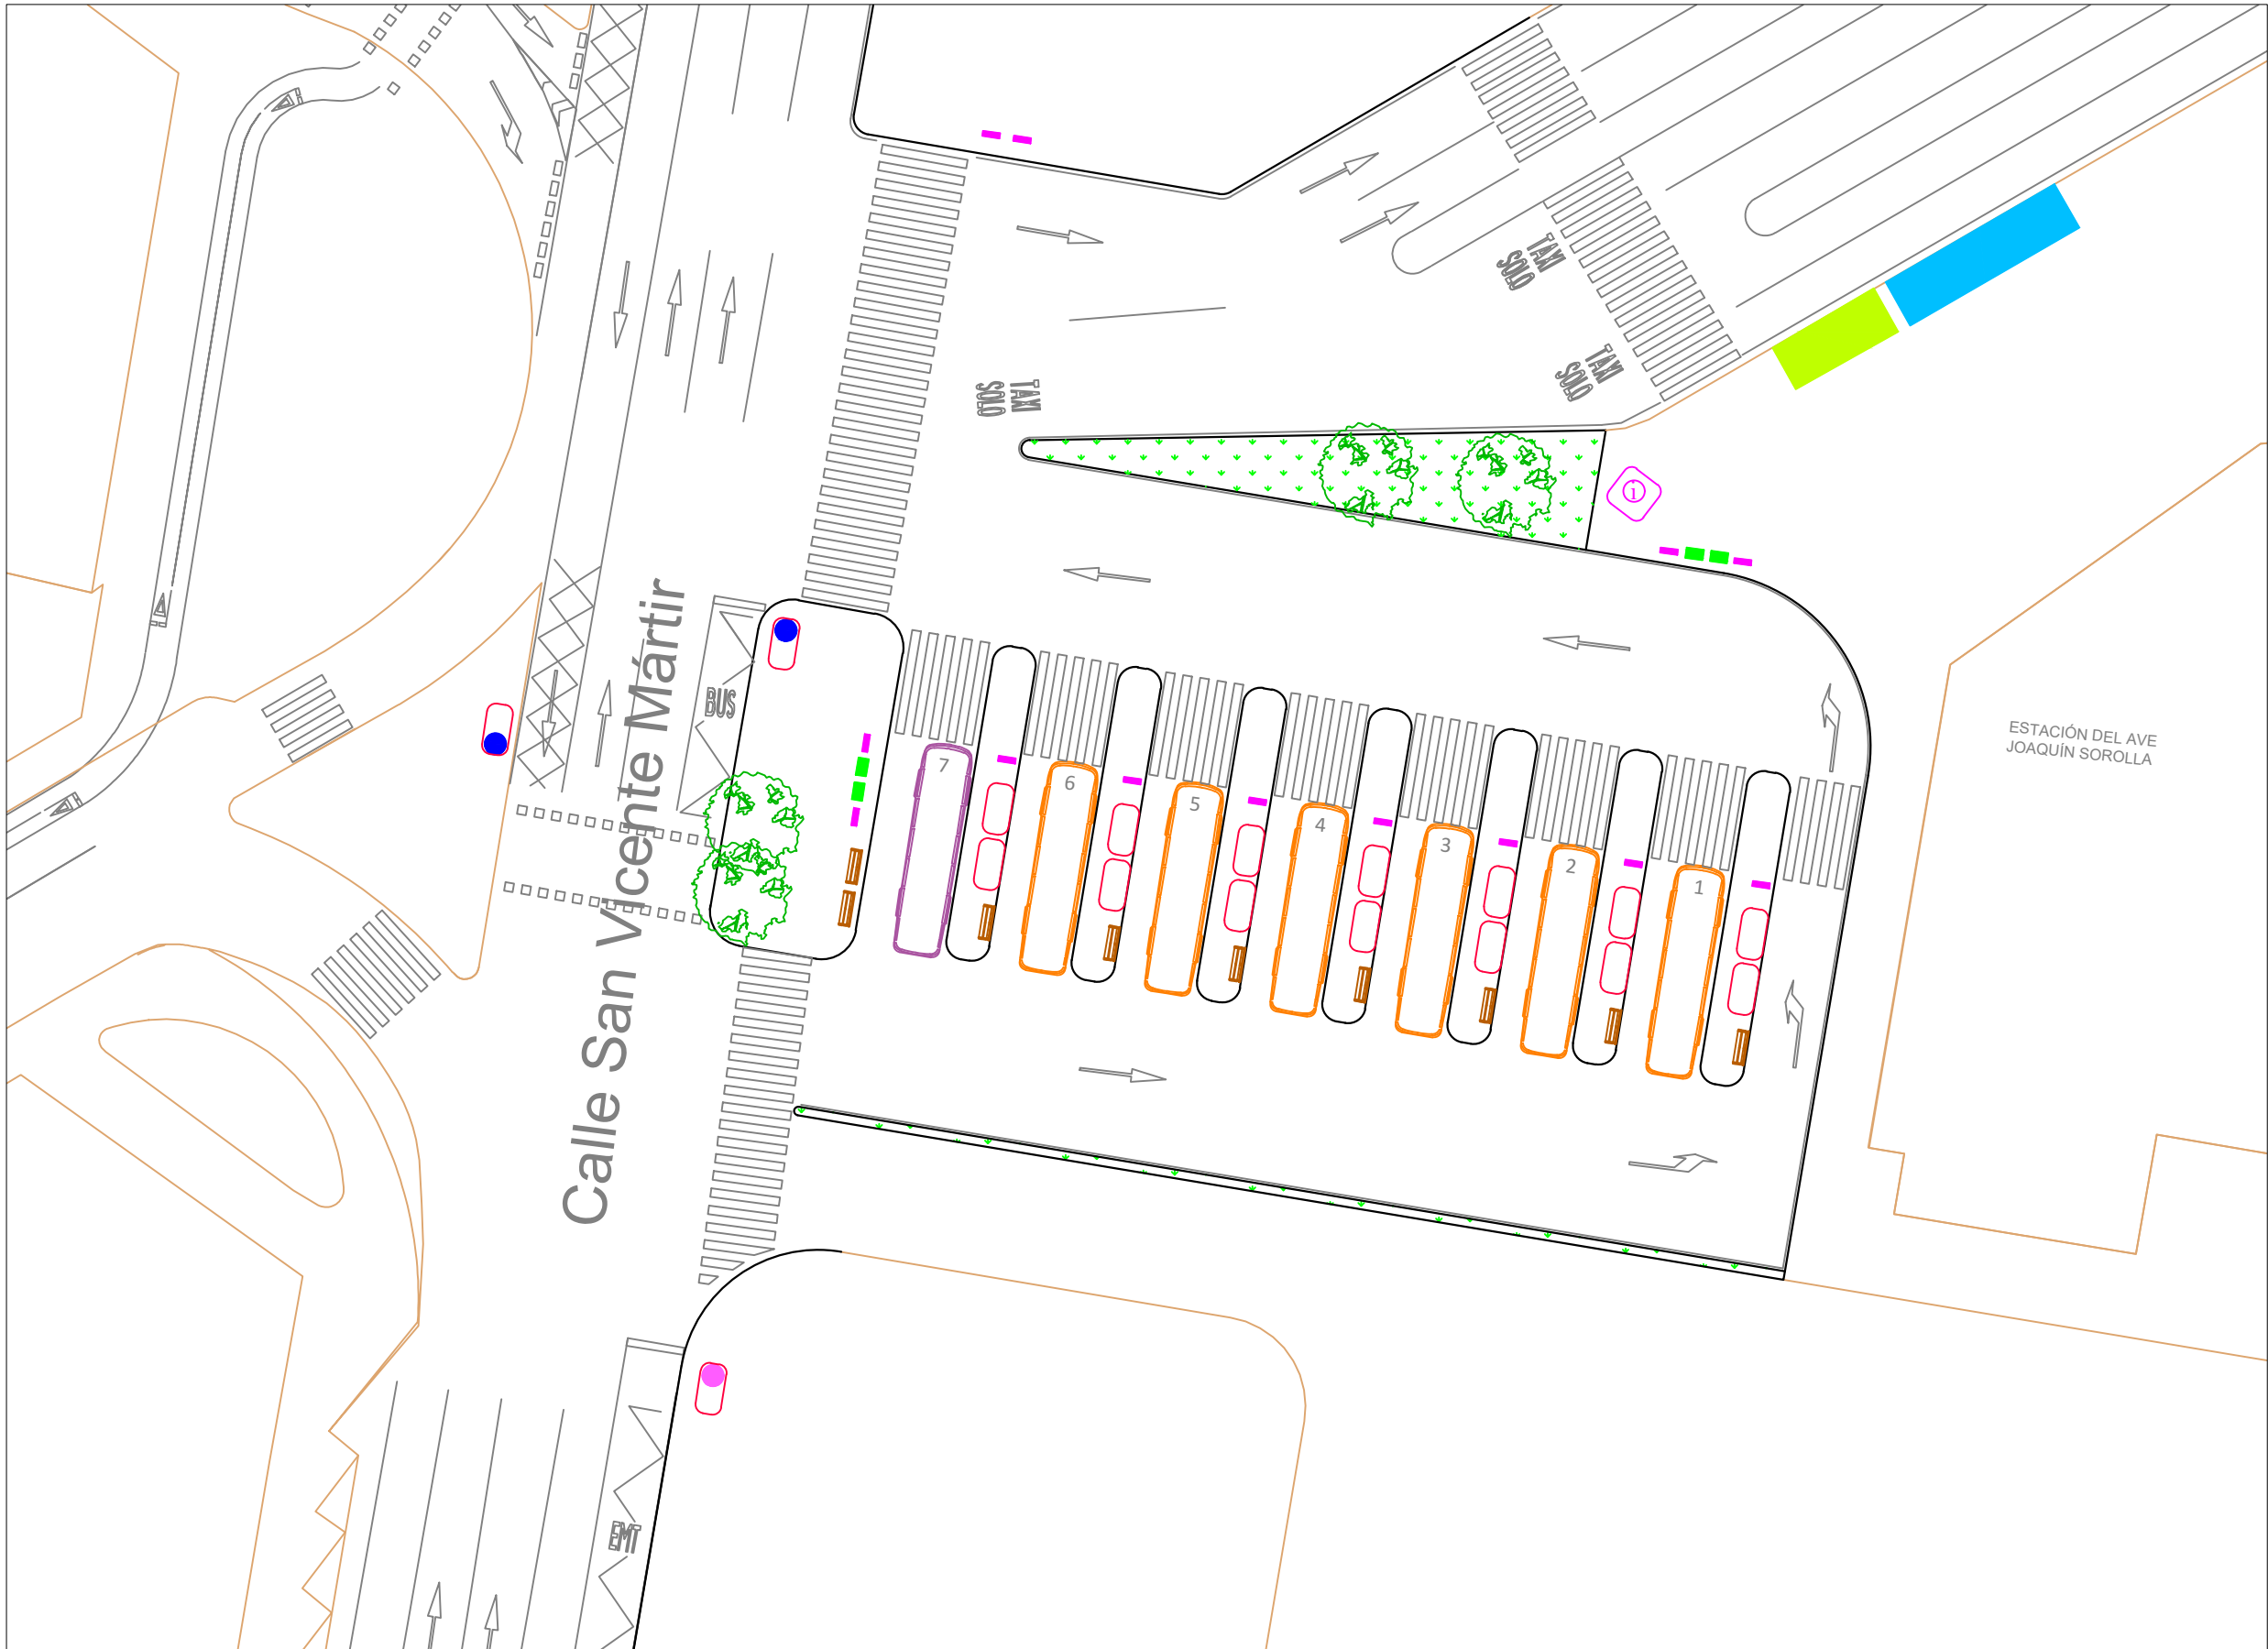 TAXI
SOLO
TAXI
SOLO
TAXI
SOLO
i
Calle San Vicente Mártir
BUS
7
6
5
4
3
2
1
ESTACIÓN DEL AVE
JOAQUÍN SOROLLA
EMT